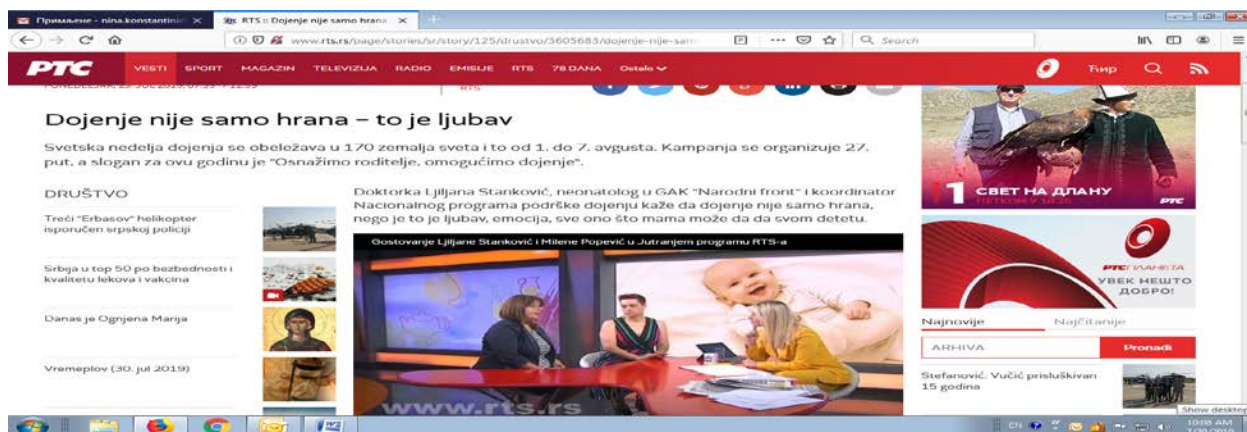 Примљене - nina.konstantini
RTS :: Dojenje nije samo hrana
www.rts.rs/page/stories/sr/story/125/drustvo/3605683/dojenje-nije-sam
Search
РТС
VESTI SPORT MAGAZIN TELEVIZIJA RADIO EMISIJE RTS 78 DANA Ostalo
Ћир
RTS
Dojenje nije samo hrana – to je ljubav
Svetska nedelja dojenja se obeležava u 170 zemalja sveta i to od 1. do 7. avgusta. Kampanja se organizuje 27.
put, a slogan za ovu godinu je "Osnažimo roditelje, omogućimo dojenje".
DRUŠTVO
Treći "Erbasov" helikopter
isporučen srpskoj policiji
Srbija u top 50 po bezbednosti i
kvalitetu lekova i vakcina
Danas je Ognjena Marija
Vremeplov (30. jul 2019)
Doktorka Ljiljana Stanković, neonatolog u GAK "Narodni front" i koordinator
Nacionalnog programa podrške dojenju kaže da dojenje nije samo hrana,
nego je to je ljubav, emocija, sve ono što mama može da da svom detetu.
Gostovanje Ljiljane Stanković i Milene Popević u Jutranjem programu RTS-a
www.rts.rs
1 СВЕТ НА ДЛАНУ
РТС
РТС ПЛАНЕТА
УВЕК НЕШТО
ДОБРО!
Najnovije Najčitanije
ARHIVA Pronađi
Stefanović: Vučić prisluškivan
15 godina
Show desktop
EN
10:08 AM